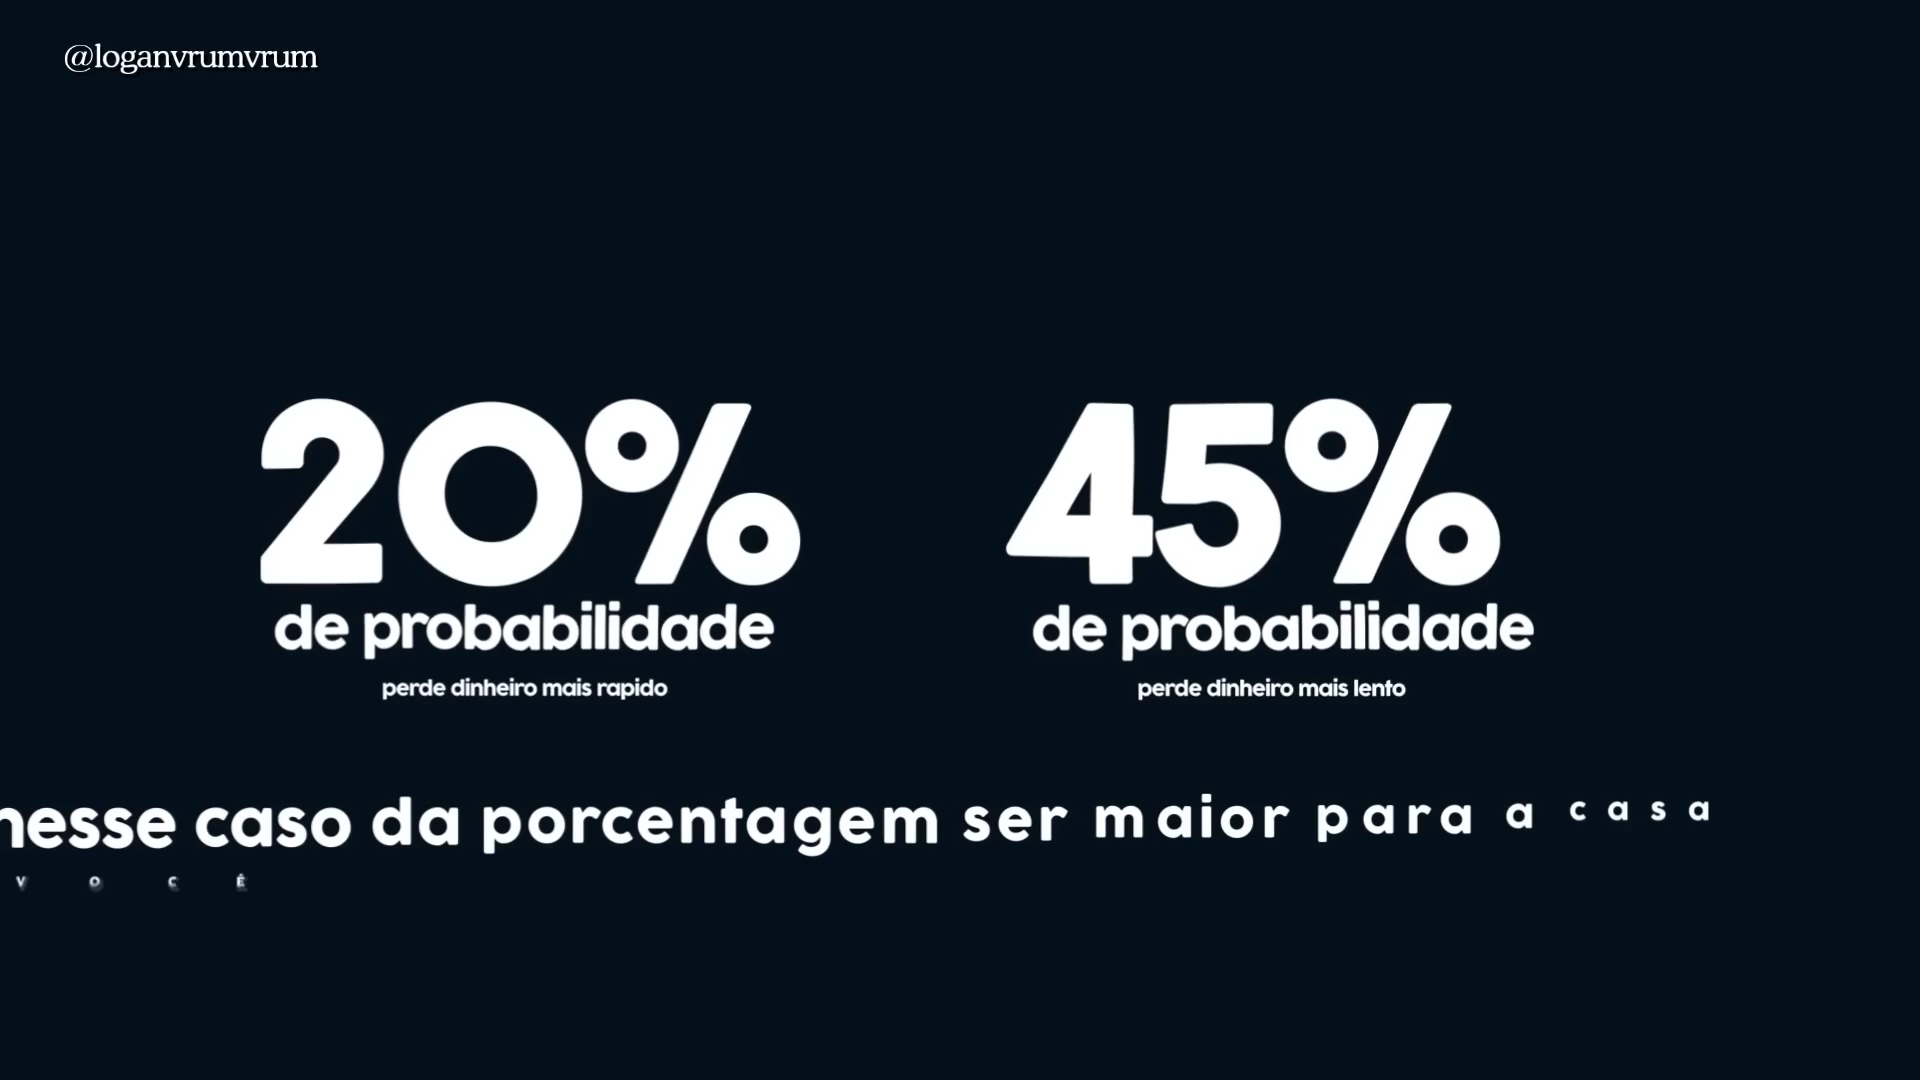 @loganvrumvrum
20% 45%
de probabilidade de probabilidade
perde dinheiro mais rapido perde dinheiro mais lento
nesse caso da porcentagem ser maior para a casa
VOCÊ